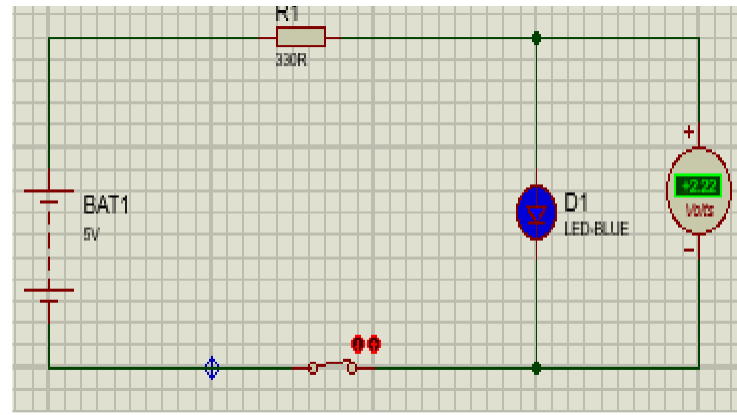 R1
330R
BAT1
5V
D1
LED-BLUE
+
+2.22
Volts
-